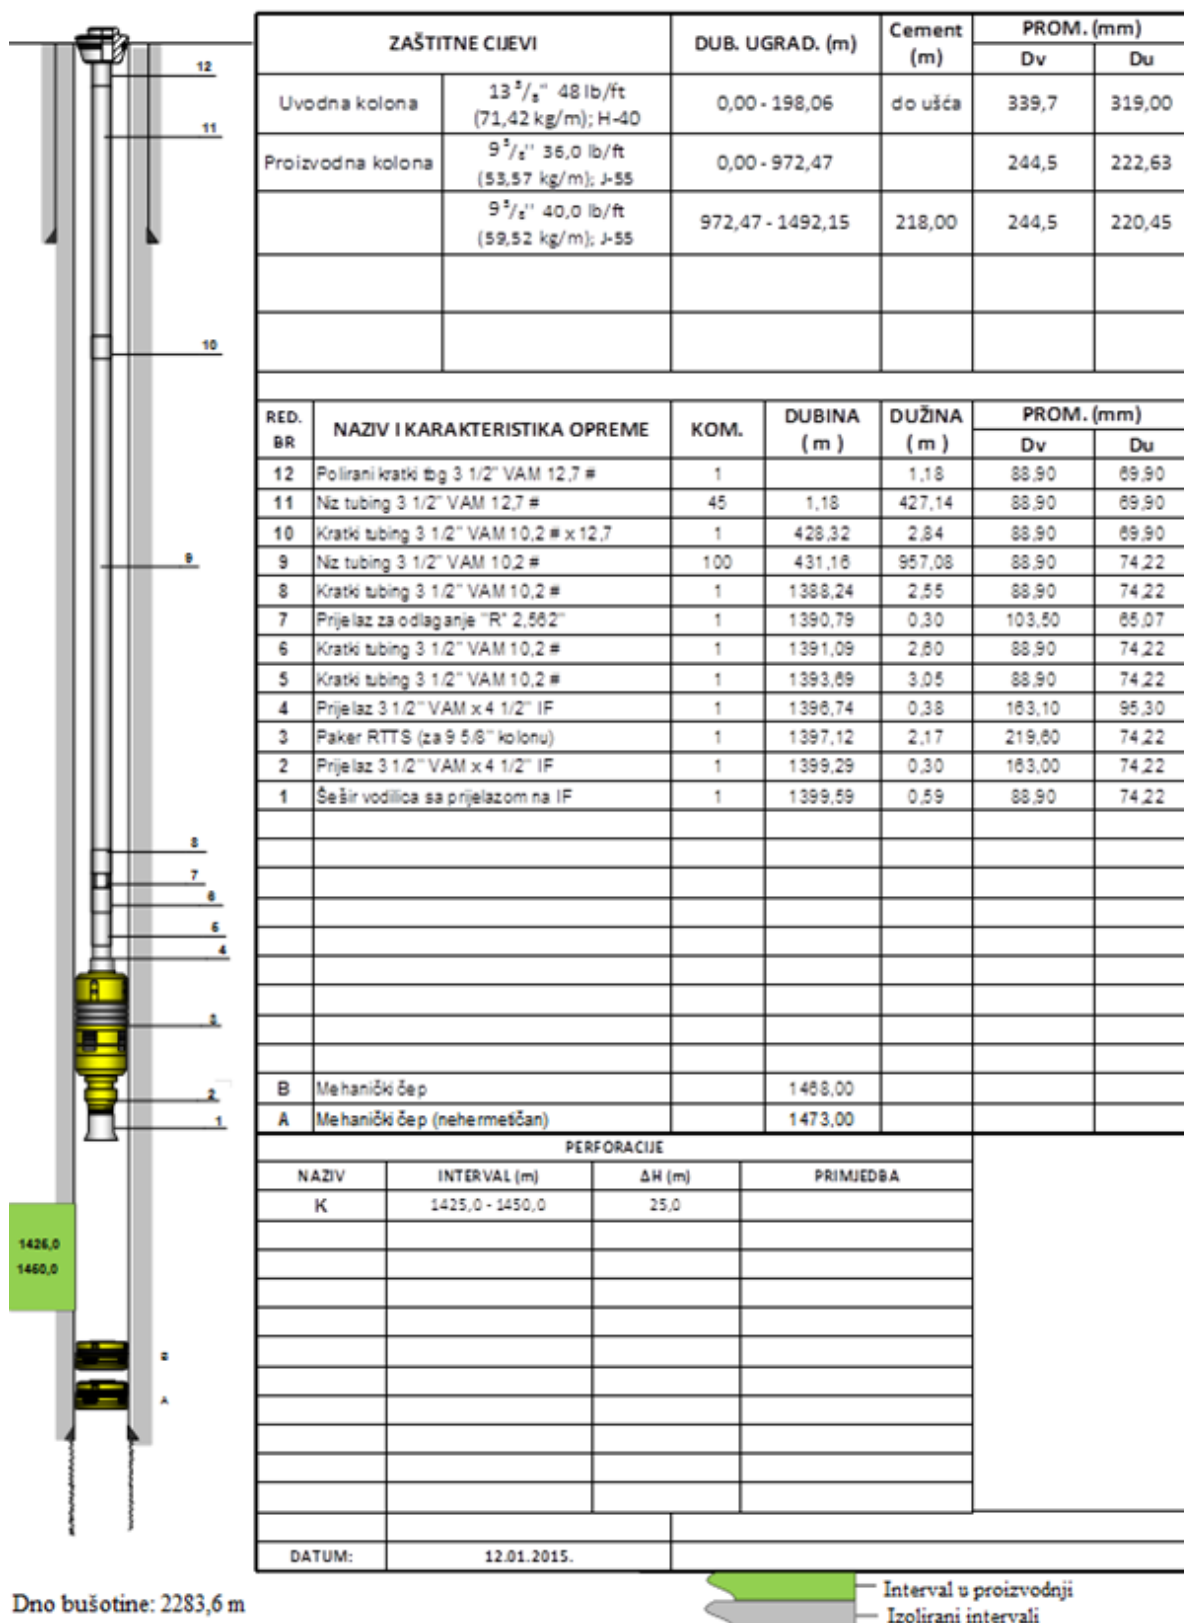 ZAŠTITNE CIJEVI DUB. UGRAD. (m) Cement (m) PROM. (mm)
Dv Du
Uvodna kolona 13 3/8" 48 lb/ft (71,42 kg/m); H-40 0,00 - 198,06 do ušća 339,7 319,00
Proizvodna kolona 9 5/8" 36,0 lb/ft (53,57 kg/m); J-55 0,00 - 972,47 244,5 222,63
9 5/8" 40,0 lb/ft (59,52 kg/m); J-55 972,47 - 1492,15 218,00 244,5 220,45
RED. BR NAZIV I KARAKTERISTIKA OPREME KOM. DUBINA ( m ) DUŽINA ( m ) PROM. (mm)
Dv Du
12 Polirani kratki tbg 3 1/2" VAM 12,7 # 1 1,18 88,90 69,90
11 Niz tubing 3 1/2" VAM 12,7 # 45 1,18 427,14 88,90 69,90
10 Kratki tubing 3 1/2" VAM 10,2 # x 12,7 1 428,32 2,84 88,90 69,90
9 Niz tubing 3 1/2" VAM 10,2 # 100 431,16 957,08 88,90 74,22
8 Kratki tubing 3 1/2" VAM 10,2 # 1 1388,24 2,55 88,90 74,22
7 Prijelaz za odlaganje "R" 2,562" 1 1390,79 0,30 103,50 65,07
6 Kratki tubing 3 1/2" VAM 10,2 # 1 1391,09 2,60 88,90 74,22
5 Kratki tubing 3 1/2" VAM 10,2 # 1 1393,69 3,05 88,90 74,22
4 Prijelaz 3 1/2" VAM x 4 1/2" IF 1 1396,74 0,38 163,10 95,30
3 Paker RTTS (za 9 5/8" kolonu) 1 1397,12 2,17 219,60 74,22
2 Prijelaz 3 1/2" VAM x 4 1/2" IF 1 1399,29 0,30 163,00 74,22
1 Šešir vodilica sa prijelazom na IF 1 1399,59 0,59 88,90 74,22
B Mehanički čep 1468,00
A Mehanički čep (nehermetičan) 1473,00
PERFORACIJE
NAZIV INTERVAL (m) ΔH (m) PRIMJEDBA
K 1425,0 - 1450,0 25,0
DATUM: 12.01.2015.
12
11
10
9
8
7
6
5
4
3
2
1
1425,0
1450,0
B
A
Dno bušotine: 2283,6 m
Interval u proizvodnji
Izolirani intervali